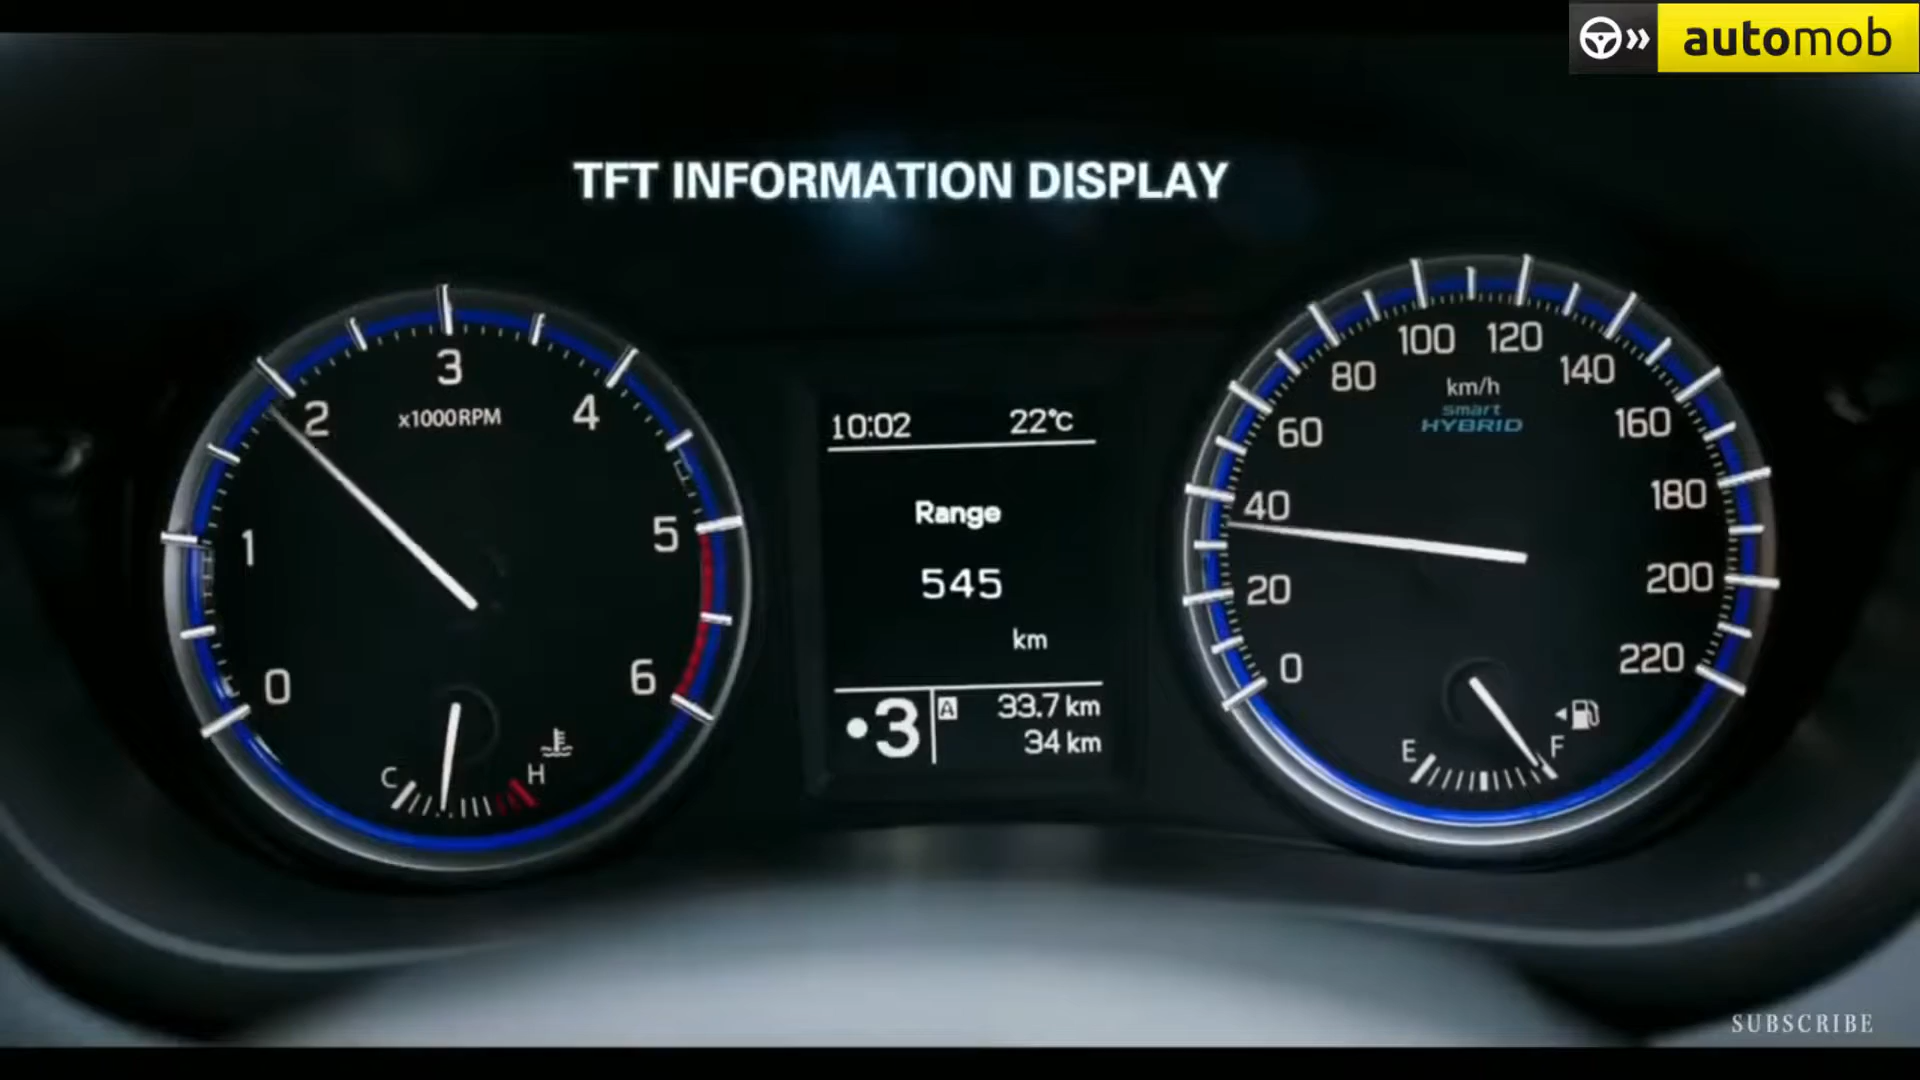 automob
TFT INFORMATION DISPLAY
0
1
2
3
4
5
6
x1000RPM
C
H
10:02 22°C
Range
545
km
•3
A 33.7 km
34 km
0
20
40
60
80
100
120
140
160
180
200
220
km/h
smart
HYBRID
E
F
SUBSCRIBE